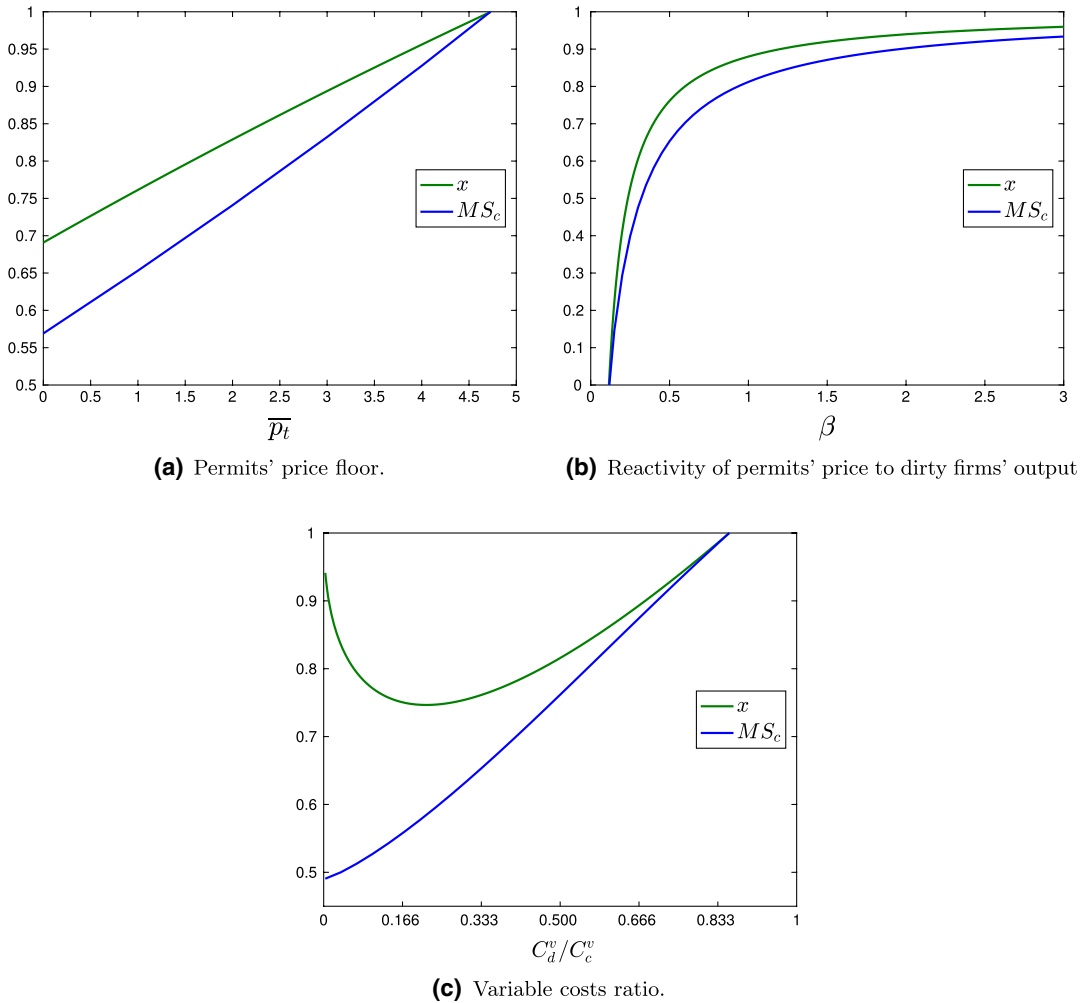 1
0.95
0.9
0.85
0.8
0.75
0.7
0.65
0.6
0.55
0.5
0 0.5 1 1.5 2 2.5 3 3.5 4 4.5 5
x
MS_c
\overline{p_t}
(a) Permits' price floor.
1
0.9
0.8
0.7
0.6
0.5
0.4
0.3
0.2
0.1
0
0 0.5 1 1.5 2 2.5 3
x
MS_c
β
(b) Reactivity of permits' price to dirty firms' output
1
0.9
0.8
0.7
0.6
0.5
0 0.166 0.333 0.500 0.666 0.833 1
x
MS_c
C_d^v/C_c^v
(c) Variable costs ratio.